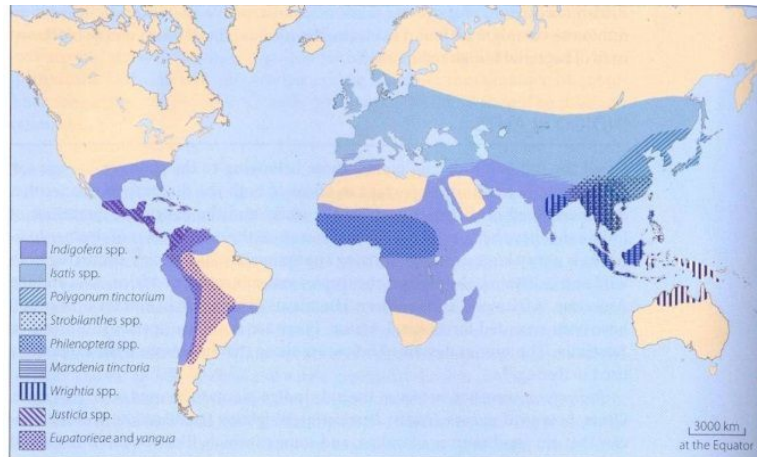 Indigofera spp.
Isatis spp.
Polygonum tinctorium
Strobilanthes spp.
Philenoptera spp.
Marsdenia tinctoria
Wrightia spp.
Justicia spp.
Eupatorieae and yangua
3000 km
at the Equator